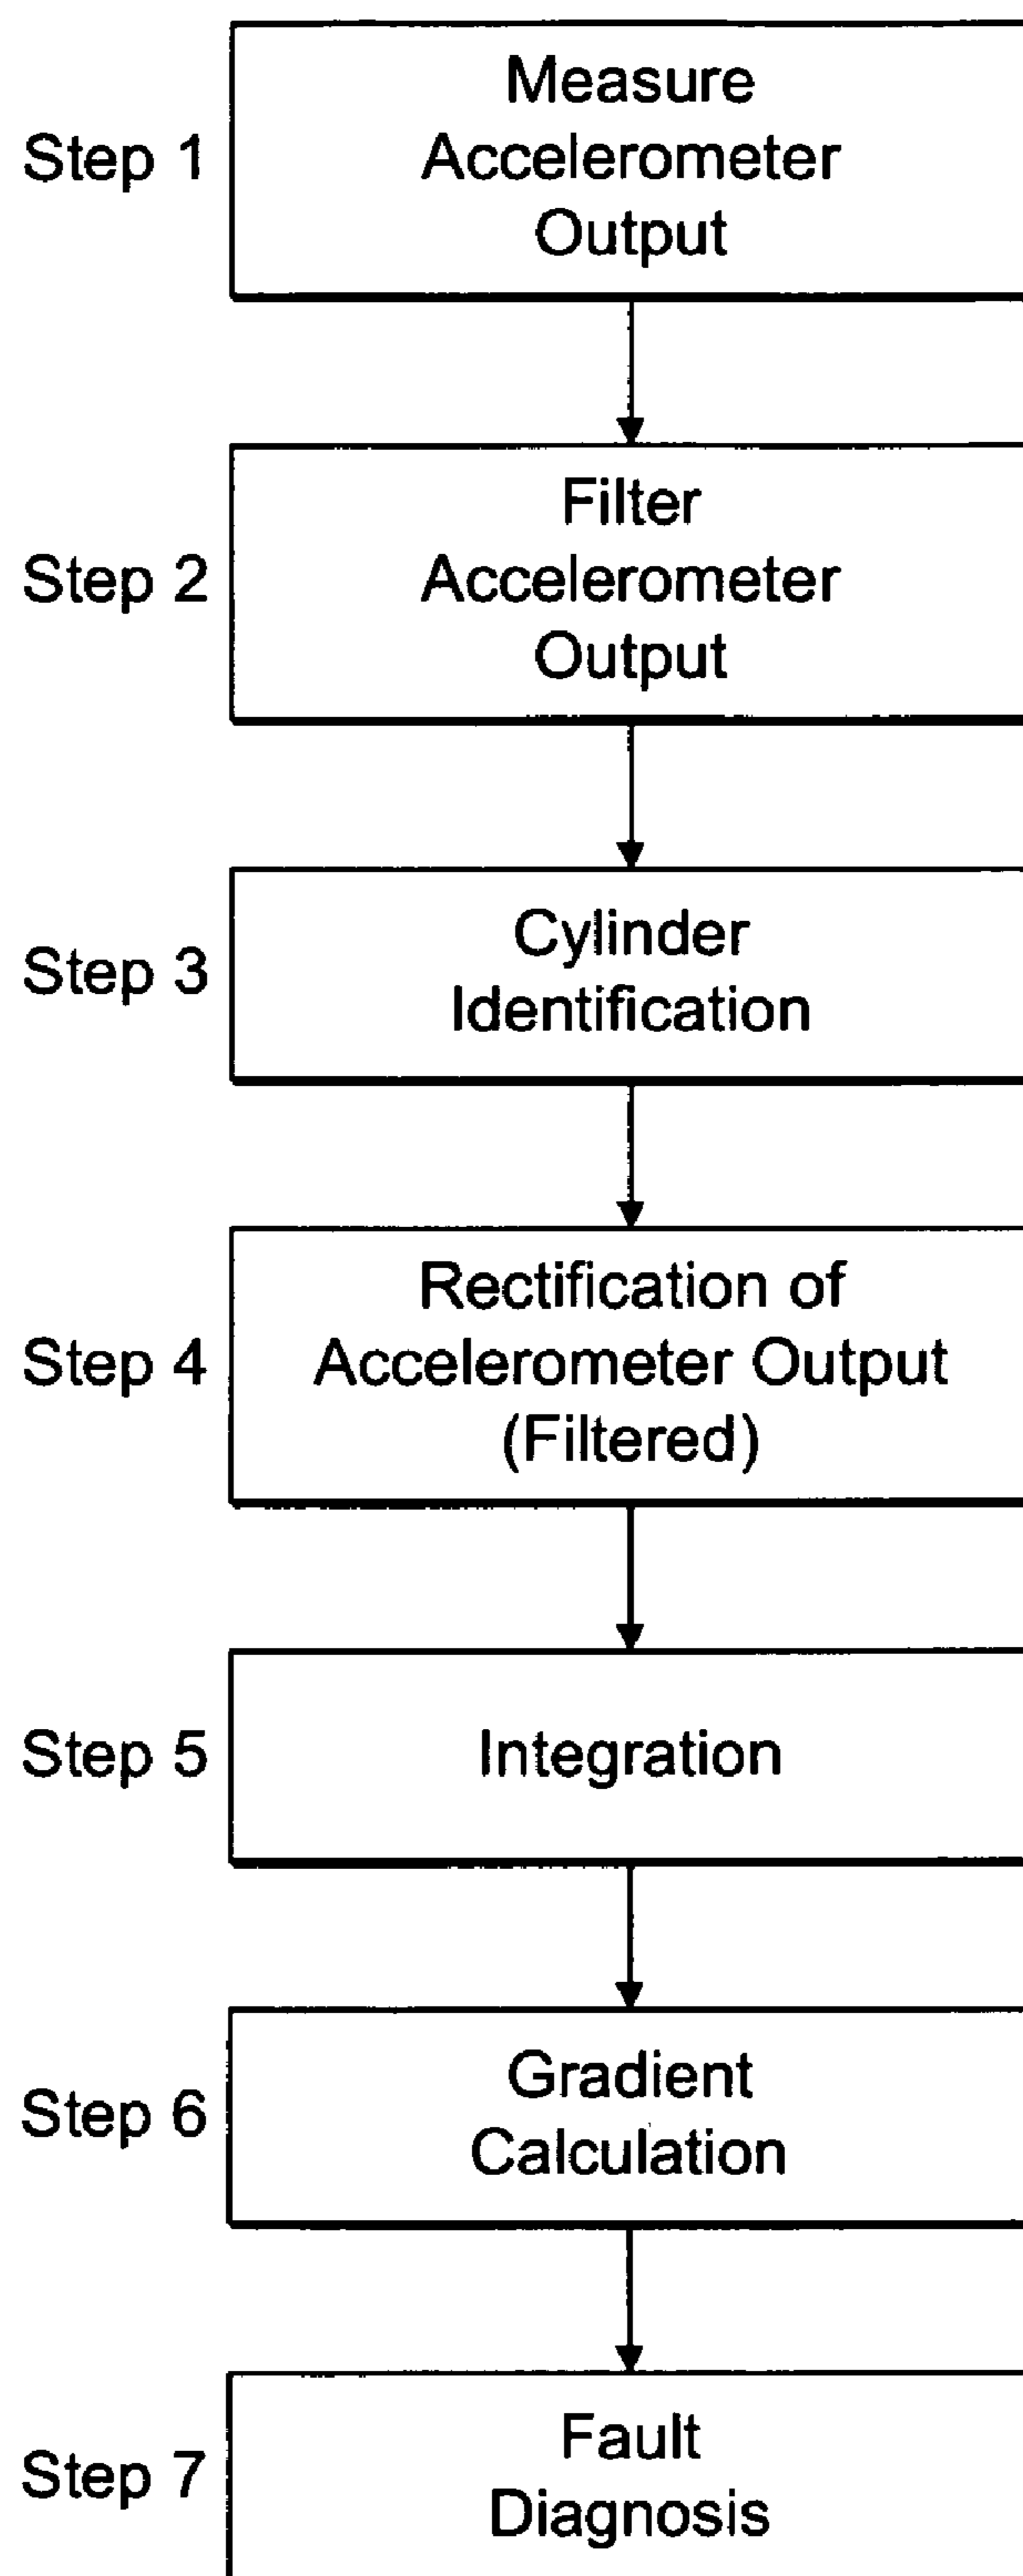 Step 1
Measure
Accelerometer
Output
Step 2
Filter
Accelerometer
Output
Step 3
Cylinder
Identification
Step 4
Rectification of
Accelerometer Output
(Filtered)
Step 5
Integration
Step 6
Gradient
Calculation
Step 7
Fault
Diagnosis